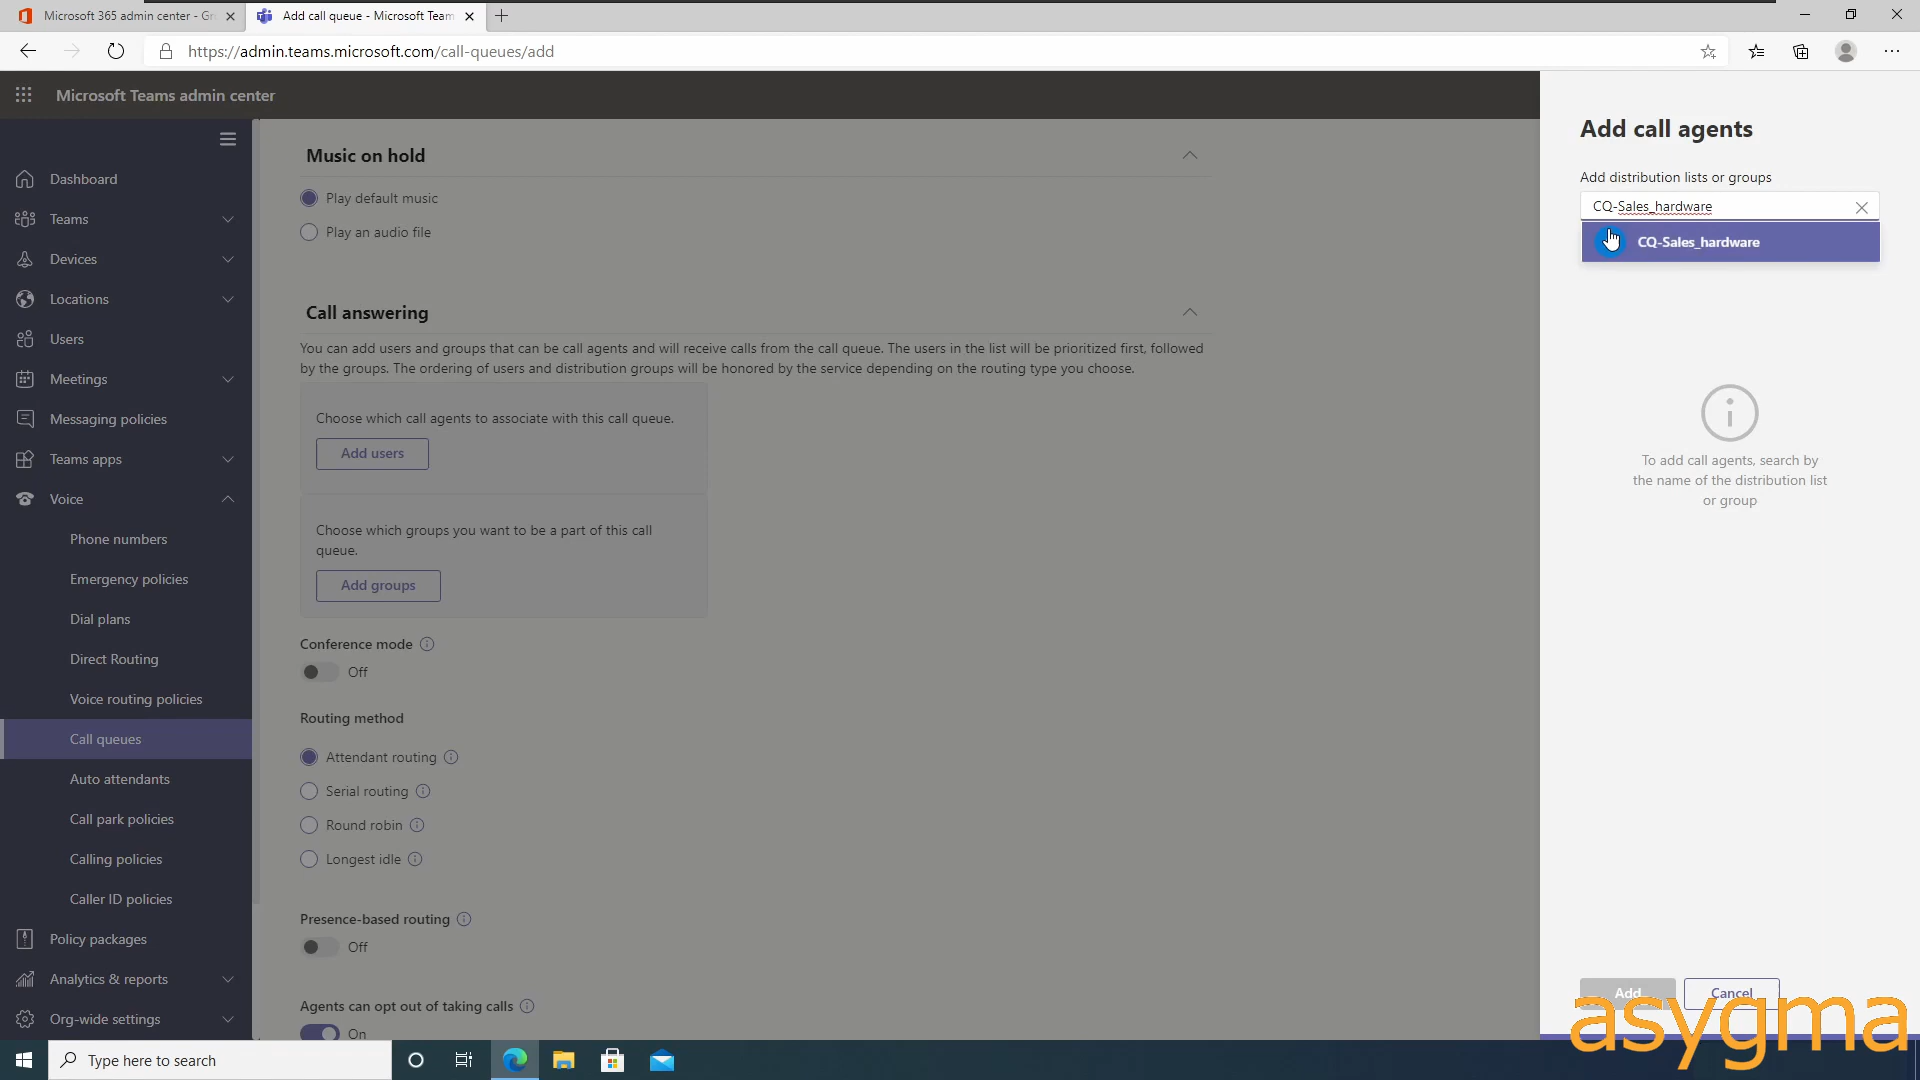 Microsoft 365 admin center - Gr
Add call queue - Microsoft Team
https://admin.teams.microsoft.com/call-queues/add
Microsoft Teams admin center
Dashboard
Teams
Devices
Locations
Users
Meetings
Messaging policies
Teams apps
Voice
Phone numbers
Emergency policies
Dial plans
Direct Routing
Voice routing policies
Call queues
Auto attendants
Call park policies
Calling policies
Caller ID policies
Policy packages
Analytics & reports
Org-wide settings
Music on hold
Play default music
Play an audio file
Call answering
You can add users and groups that can be call agents and will receive calls from the call queue. The users in the list will be prioritized first, followed
by the groups. The ordering of users and distribution groups will be honored by the service depending on the routing type you choose.
Choose which call agents to associate with this call queue.
Add users
Choose which groups you want to be a part of this call
queue.
Add groups
Conference mode
Off
Routing method
Attendant routing
Serial routing
Round robin
Longest idle
Presence-based routing
Off
Agents can opt out of taking calls
On
Add call agents
Add distribution lists or groups
CQ-Sales_hardware
CQ-Sales_hardware
To add call agents, search by
the name of the distribution list
or group
Add
Cancel
asygma
Type here to search